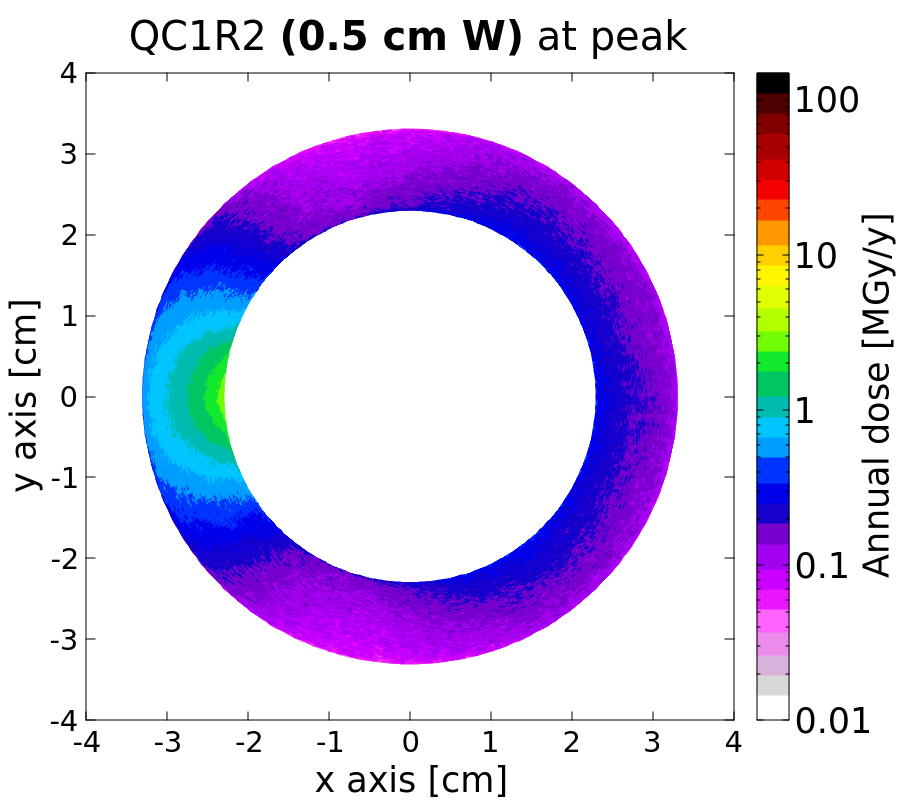 QC1R2 (0.5 cm W) at peak
4
3
2
1
0
-1
-2
-3
-4
y axis [cm]
-4 -3 -2 -1 0 1 2 3 4
x axis [cm]
100
10
1
0.1
0.01
Annual dose [MGy/y]